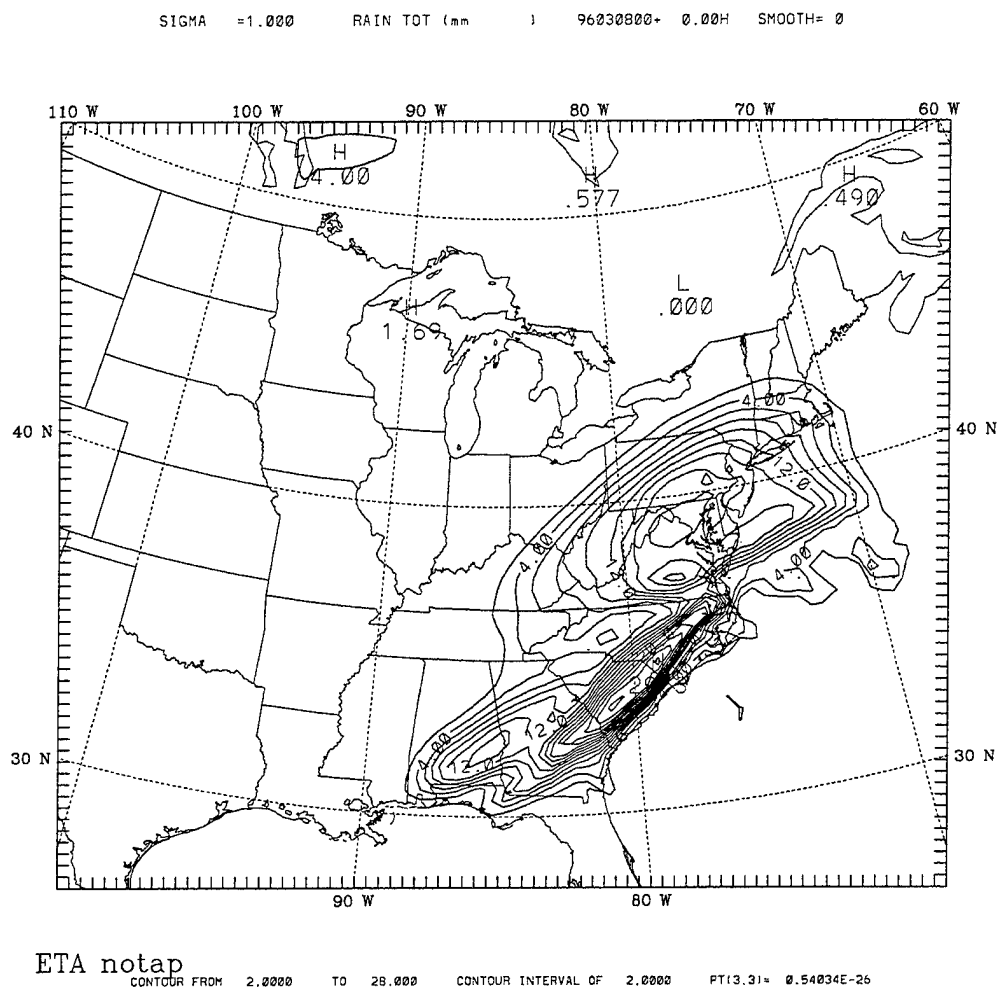 SIGMA =1.000 RAIN TOT (mm ) 96030800+ 0.00H SMOOTH= 0
110 W 100 W 90 W 80 W 70 W 60 W
H
4.00
H
.577
H
490
L
.000
H
1.69
4.00
40 N 40 N
12.0
4.00
4.00
12.0
4.00
12.0
30 N 30 N
90 W 80 W
ETA notap
CONTOUR FROM 2.0000 TO 28.000 CONTOUR INTERVAL OF 2.0000 PT(3,3)= 0.54034E-26